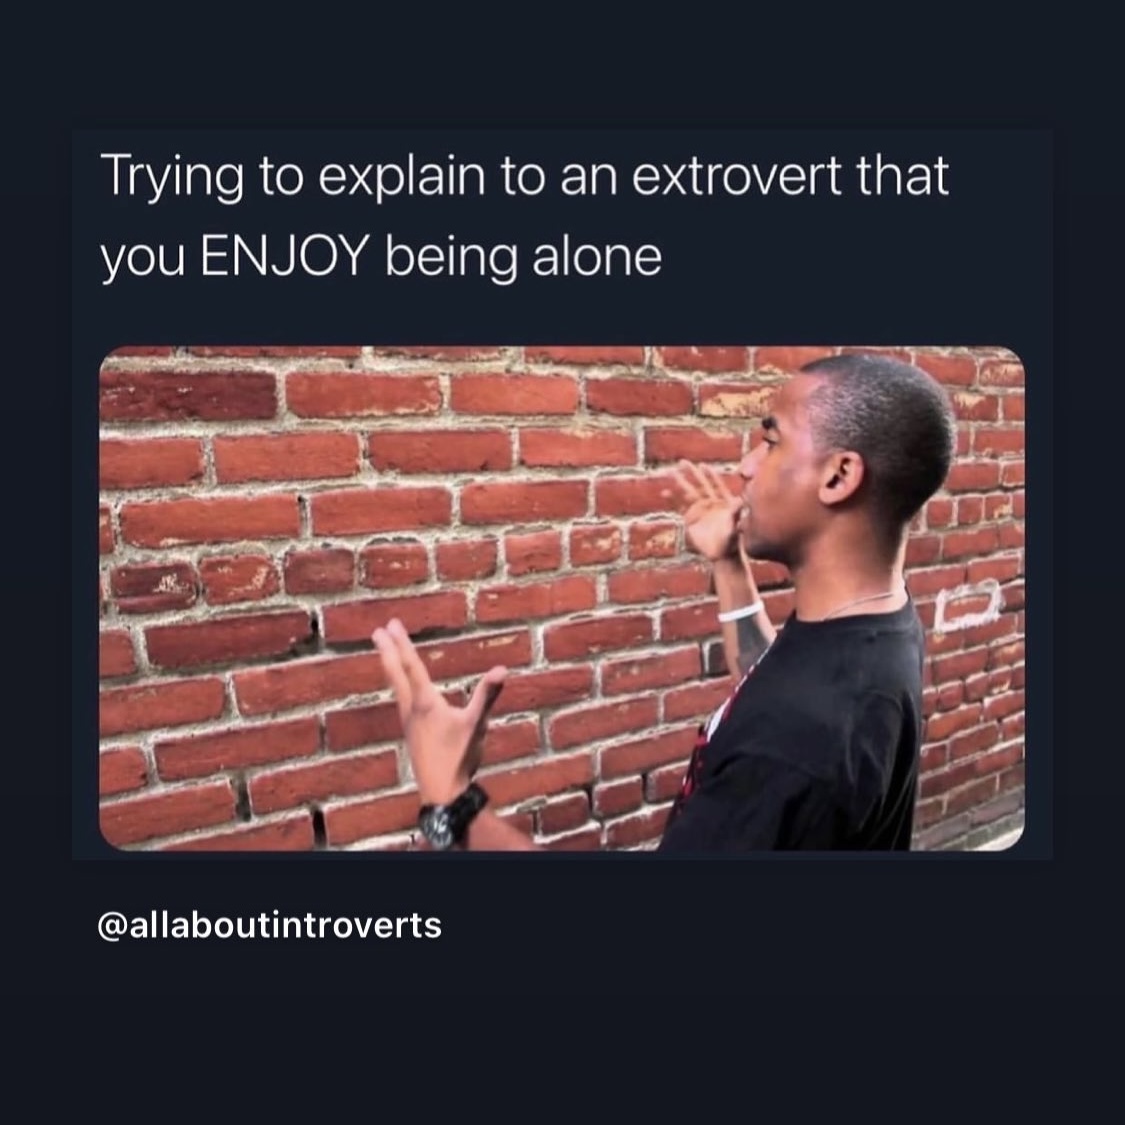 Trying to explain to an extrovert that
you ENJOY being alone
@allaboutintroverts